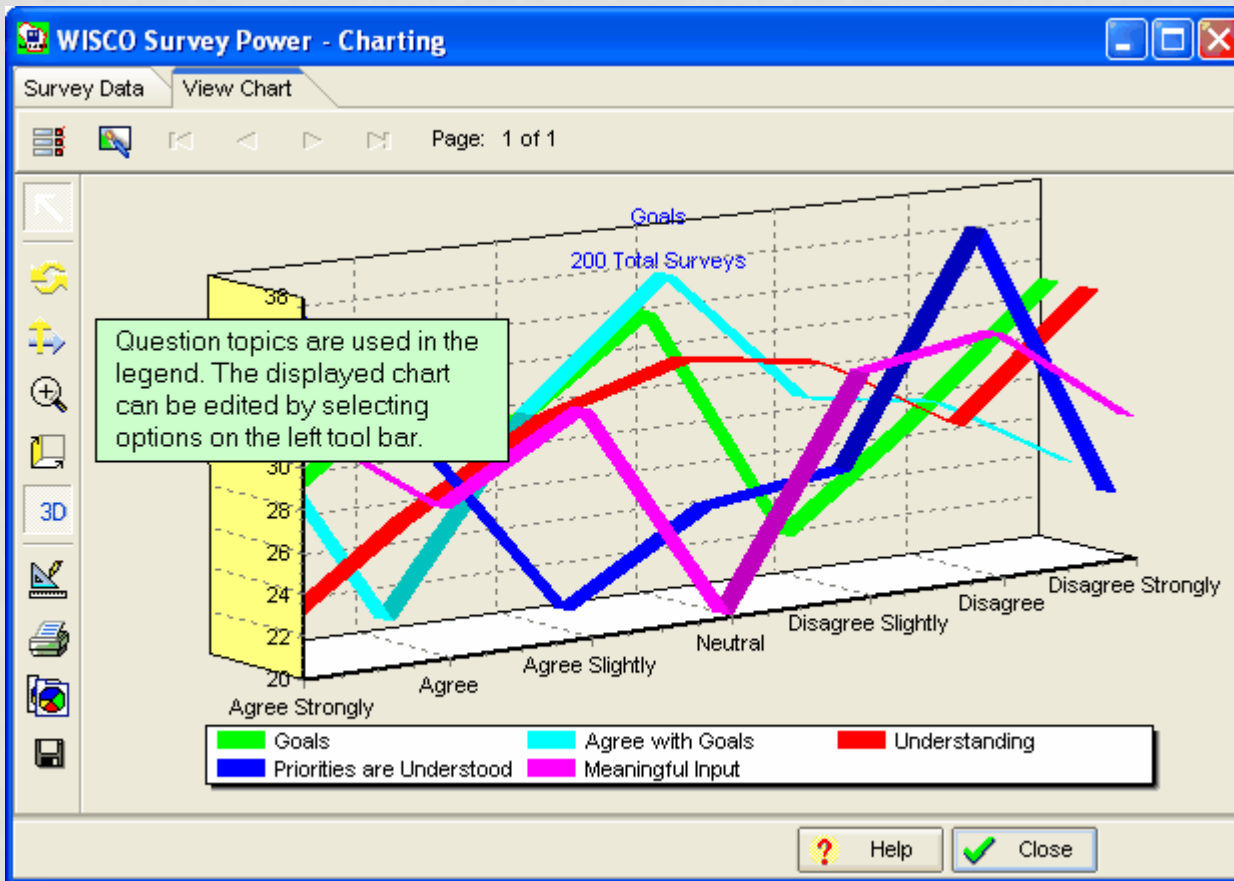 WISCO Survey Power - Charting
Survey Data View Chart
Page: 1 of 1
Goals
200 Total Surveys
38
Question topics are used in the
legend. The displayed chart
can be edited by selecting
options on the left tool bar.
30
28
26
24
22
20
3D
Agree Strongly
Agree
Agree Slightly
Neutral
Disagree Slightly
Disagree
Disagree Strongly
Goals Agree with Goals Understanding
Priorities are Understood Meaningful Input
? Help Close